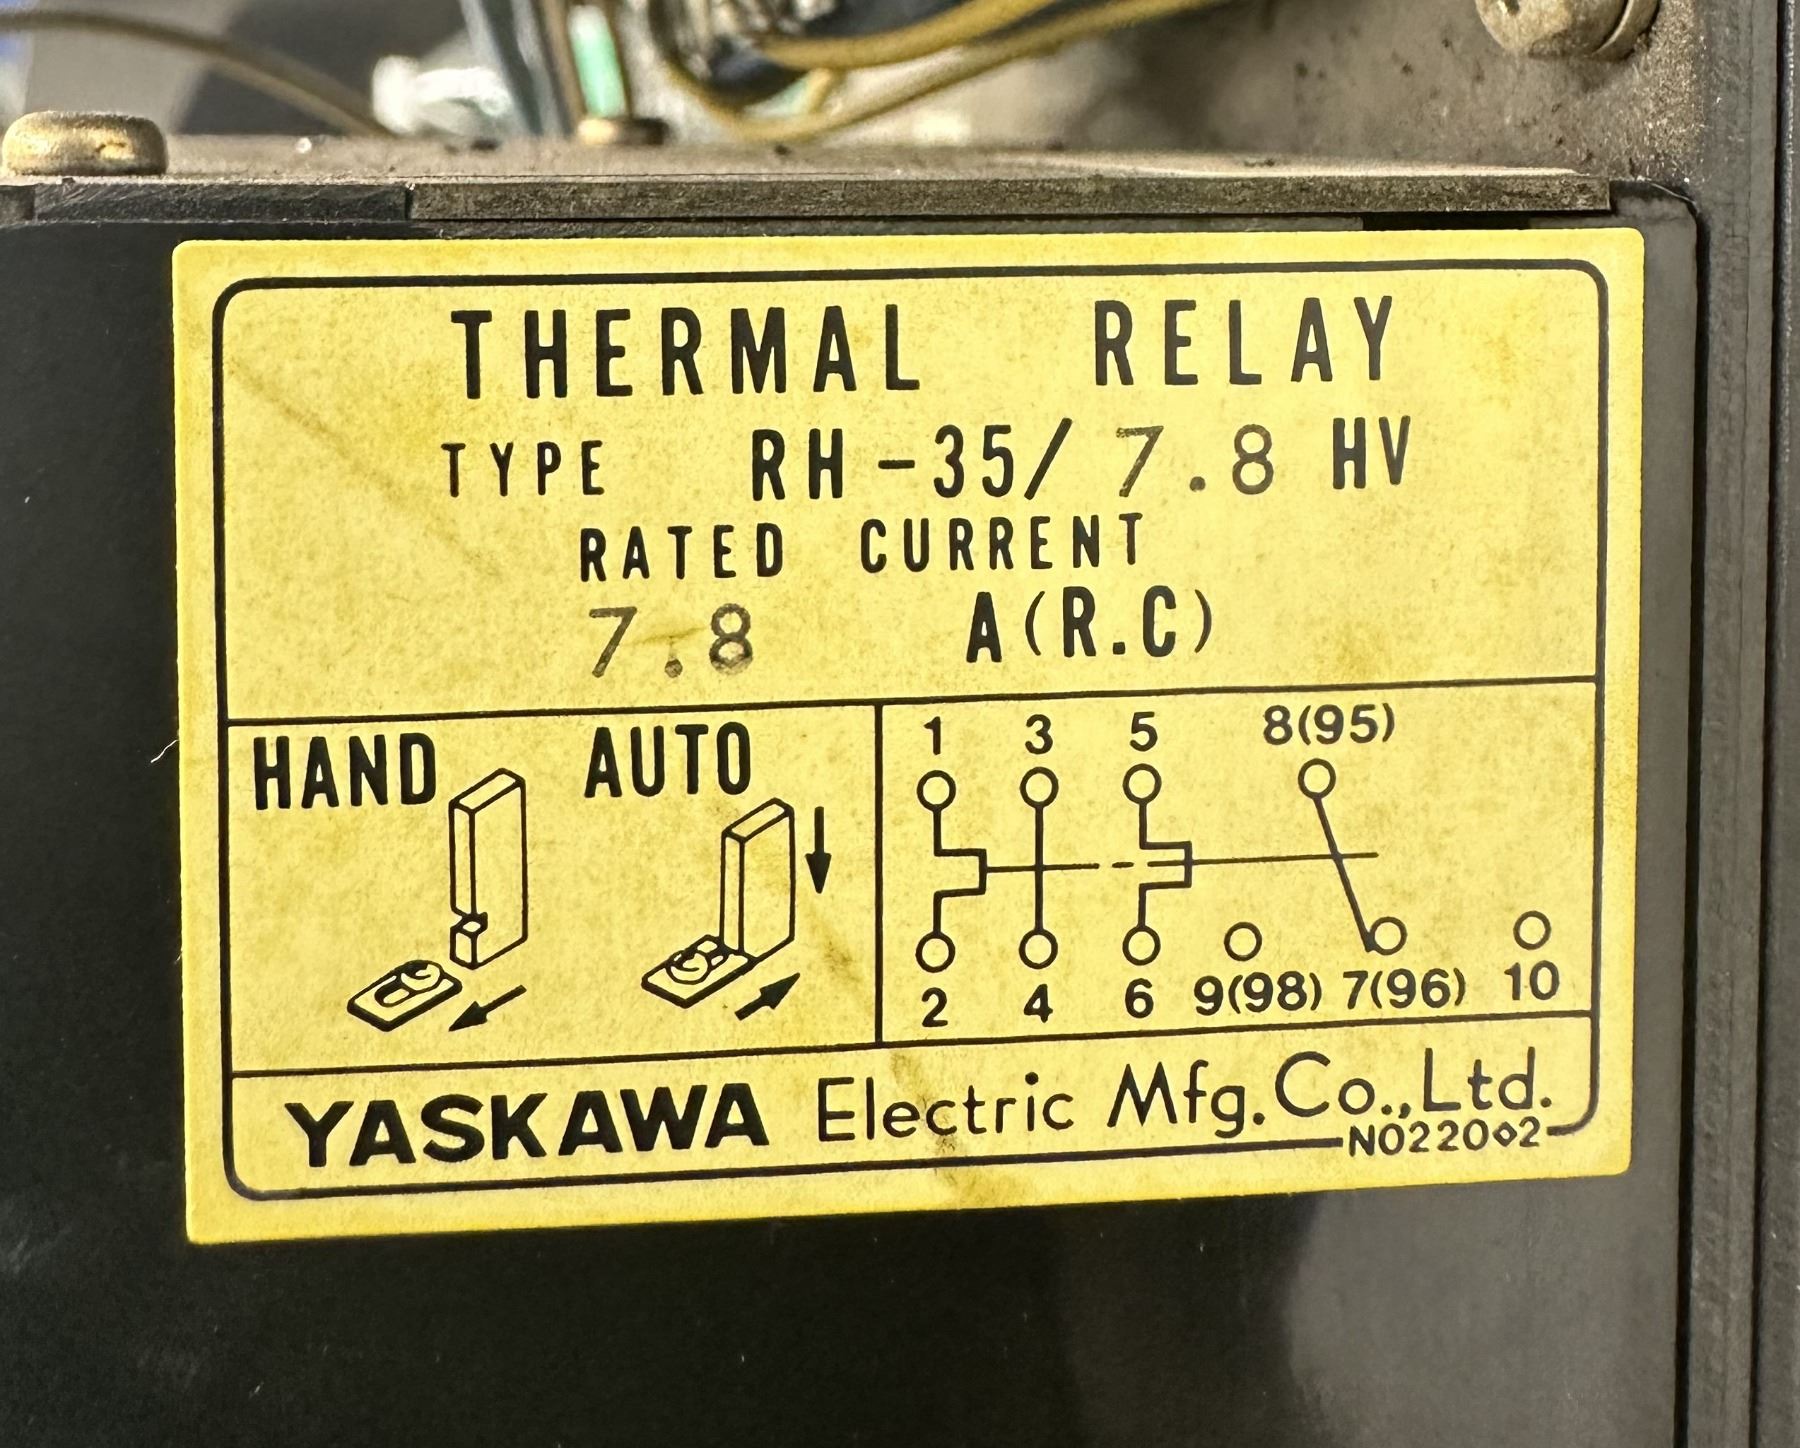 THERMAL RELAY
TYPE RH-35/ 7.8 HV
RATED CURRENT
7.8 A(R.C)
HAND AUTO
1 3 5 8(95)
2 4 6 9(98) 7(96) 10
YASKAWA Electric Mfg.Co.,Ltd.
NO220◇2